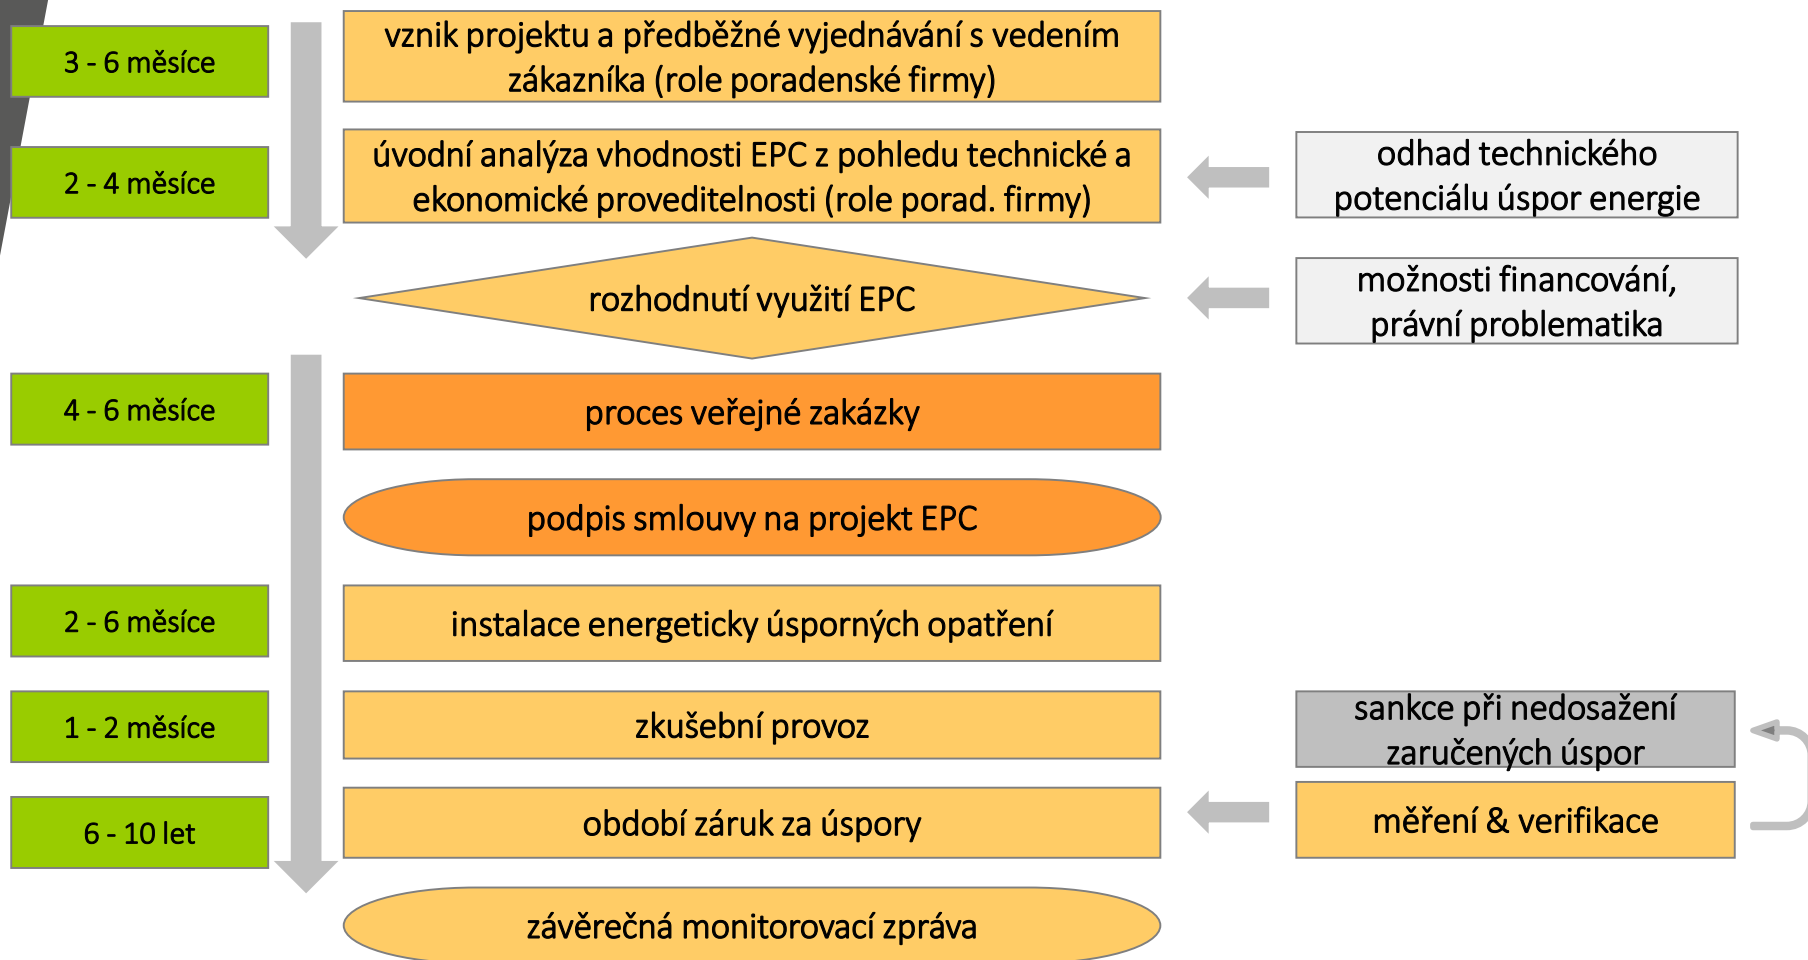 3 - 6 měsíce
vznik projektu a předběžné vyjednávání s vedením
zákazníka (role poradenské firmy)
2 - 4 měsíce
úvodní analýza vhodnosti EPC z pohledu technické a
ekonomické proveditelnosti (role porad. firmy)
odhad technického
potenciálu úspor energie
rozhodnutí využití EPC
možnosti financování,
právní problematika
4 - 6 měsíce
proces veřejné zakázky
podpis smlouvy na projekt EPC
2 - 6 měsíce
instalace energeticky úsporných opatření
1 - 2 měsíce
zkušební provoz
sankce při nedosažení
zaručených úspor
6 - 10 let
období záruk za úspory
měření & verifikace
závěrečná monitorovací zpráva